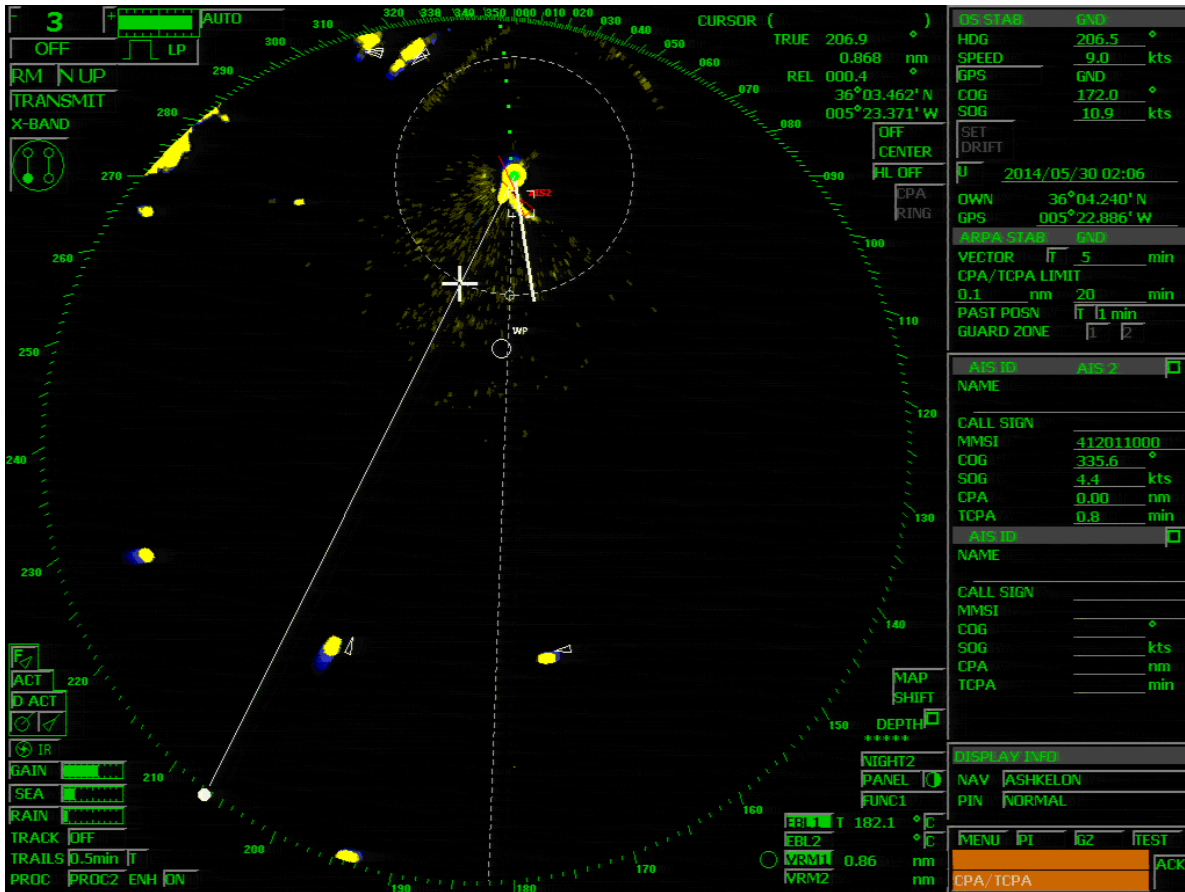 - 3 + AUTO
OFF LP
RM N UP
TRANSMIT
X-BAND
310 320 330 340 350 000 010 020 030 040 050 060 070 080 090 100 110 120 130 140 150 160 170 180 190 200 210 220 230 240 250 260 270 280 290 300
AIS2
WP
CURSOR ( )
TRUE 206.9 °
0.868 nm
REL 000.4 °
36°03.462' N
005°23.371' W
OFF
CENTER
HL OFF
CPA
RING
OS STAB GND
HDG 206.5 °
SPEED 9.0 kts
GPS GND
COG 172.0 °
SOG 10.9 kts
SET
DRIFT
U 2014/05/30 02:06
OWN 36°04.240' N
GPS 005°22.886' W
ARPA STAB GND
VECTOR T 5 min
CPA/TCPA LIMIT
0.1 nm 20 min
PAST POSN T 1 min
GUARD ZONE 1 2
AIS ID AIS 2
NAME
CALL SIGN
MMSI 412011000
COG 335.6 °
SOG 4.4 kts
CPA 0.00 nm
TCPA 0.8 min
AIS ID
NAME
CALL SIGN
MMSI
COG °
SOG kts
CPA nm
TCPA min
F
ACT
D ACT
IR
GAIN
SEA
RAIN
TRACK OFF
TRAILS 0.5min T
PROC PROC2 ENH ON
MAP
SHIFT
DEPTH
*****
NIGHT2
PANEL
FUNC1
EBL1 T 182.1 ° C
EBL2 ° C
VRM1 0.86 nm
VRM2 nm
DISPLAY INFO
NAV ASHKELON
PIN NORMAL
MENU PI GZ TEST
ACK
CPA/TCPA